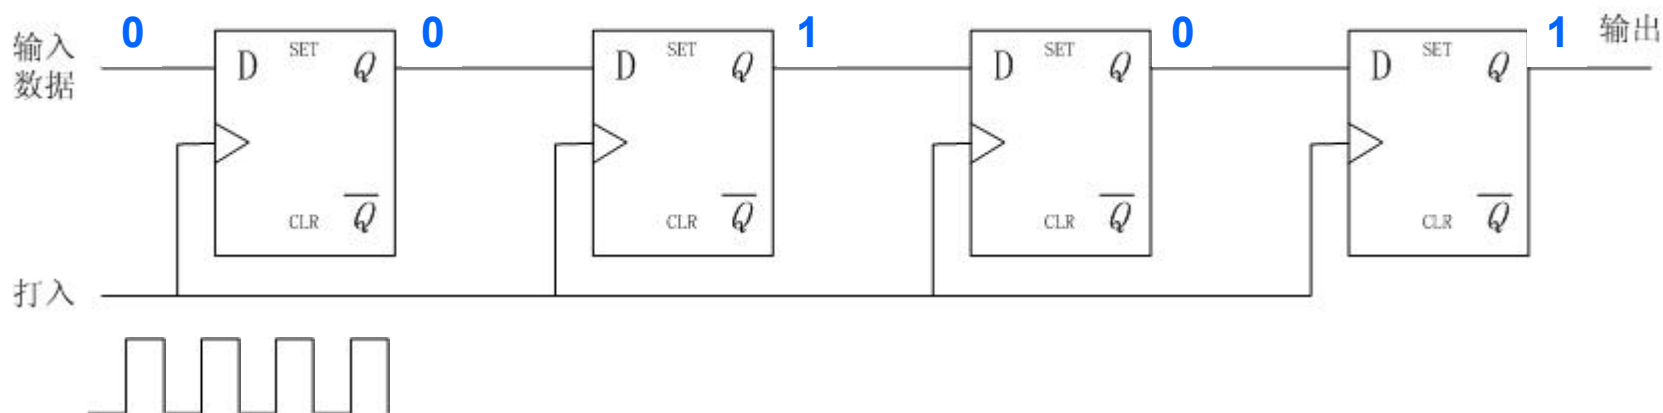 0 0 1 0 1 输出
输入
数据
D SET Q D SET Q D SET Q D SET Q
CLR Q̅ CLR Q̅ CLR Q̅ CLR Q̅
打入